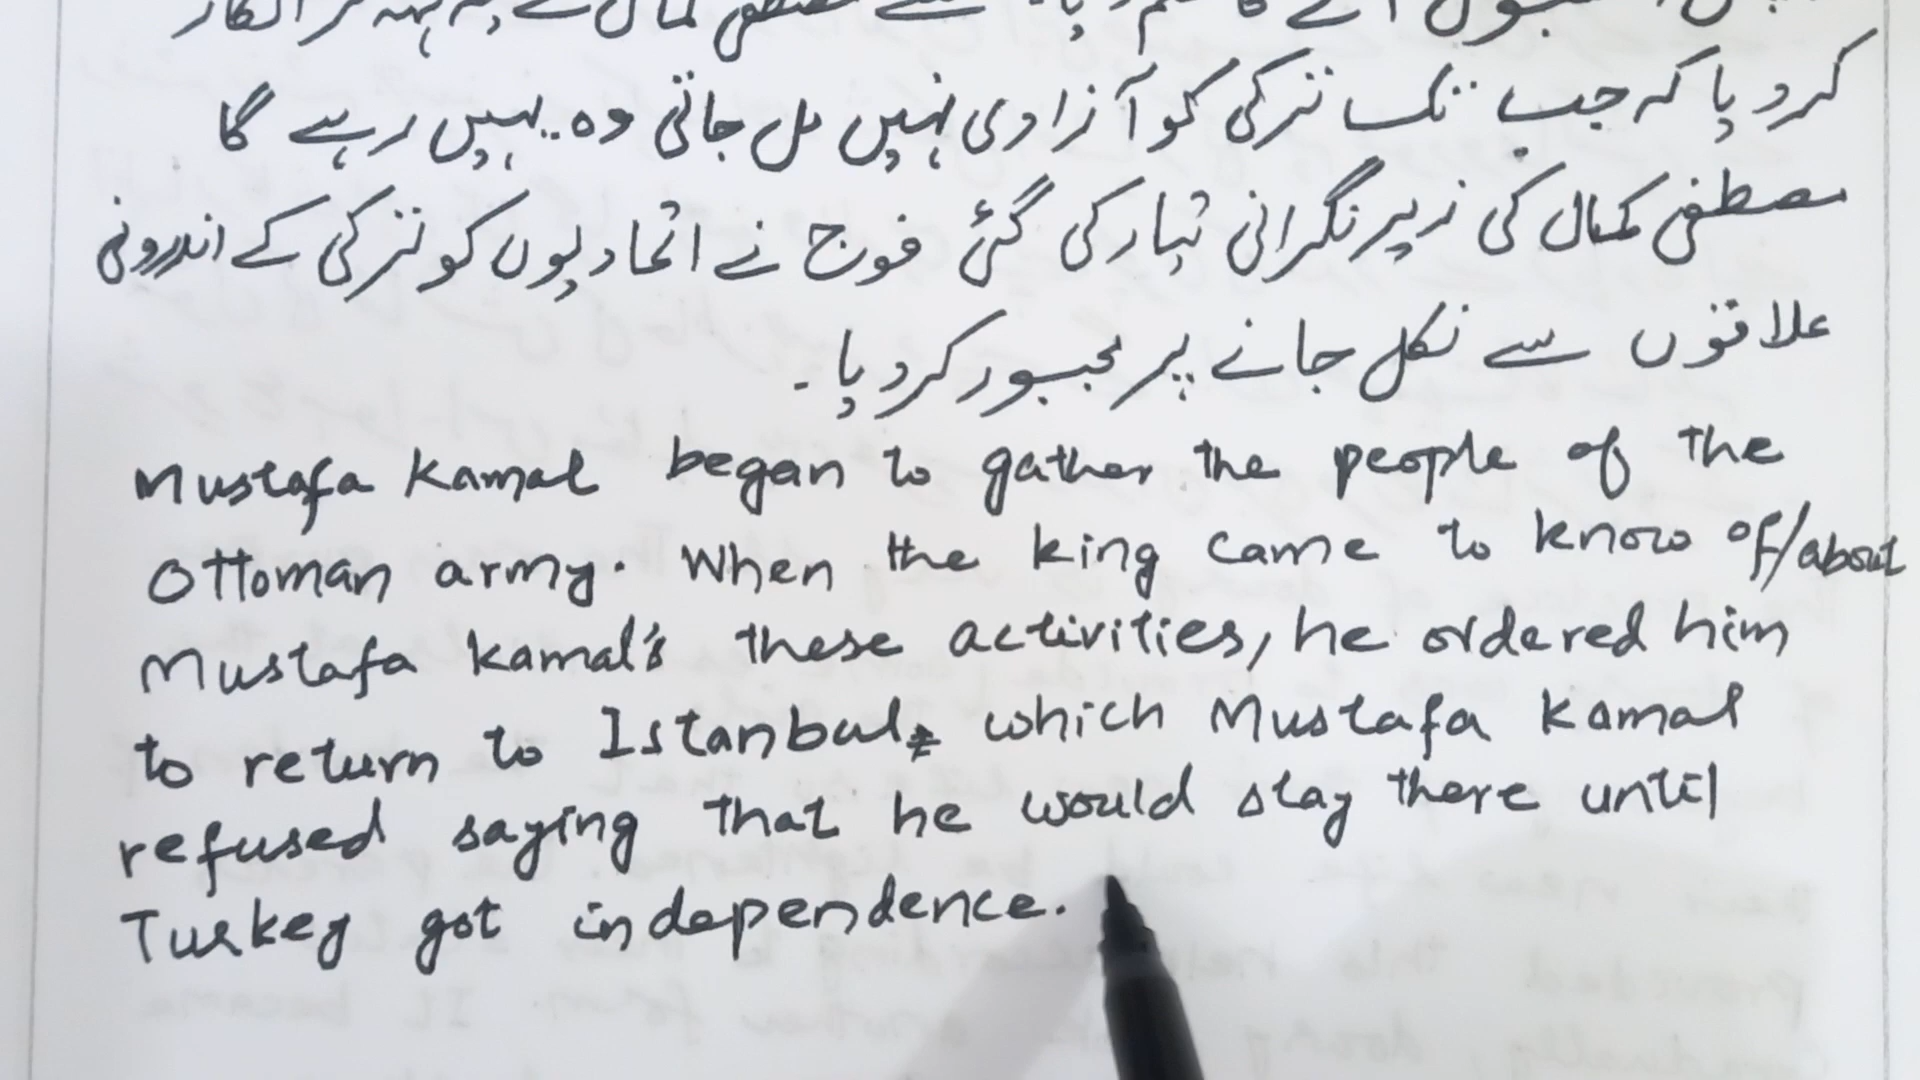 کر دیا کہ جب تک ترکی کو آزادی نہیں مل جاتی وہ یہیں رہے گا
مصطفی کمال کی زیر نگرانی تیار کی گئی فوج نے اتحادیوں کو ترکی کے اندرونی
علاقوں سے نکل جانے پر مجبور کر دیا۔
Mustafa Kamal began to gather the people of the
Ottoman army. When the king came to know of/about
Mustafa Kamal's these activities, he ordered him
to return to Istanbul, which Mustafa Kamal
refused saying that he would stay there until
Turkey got independence.